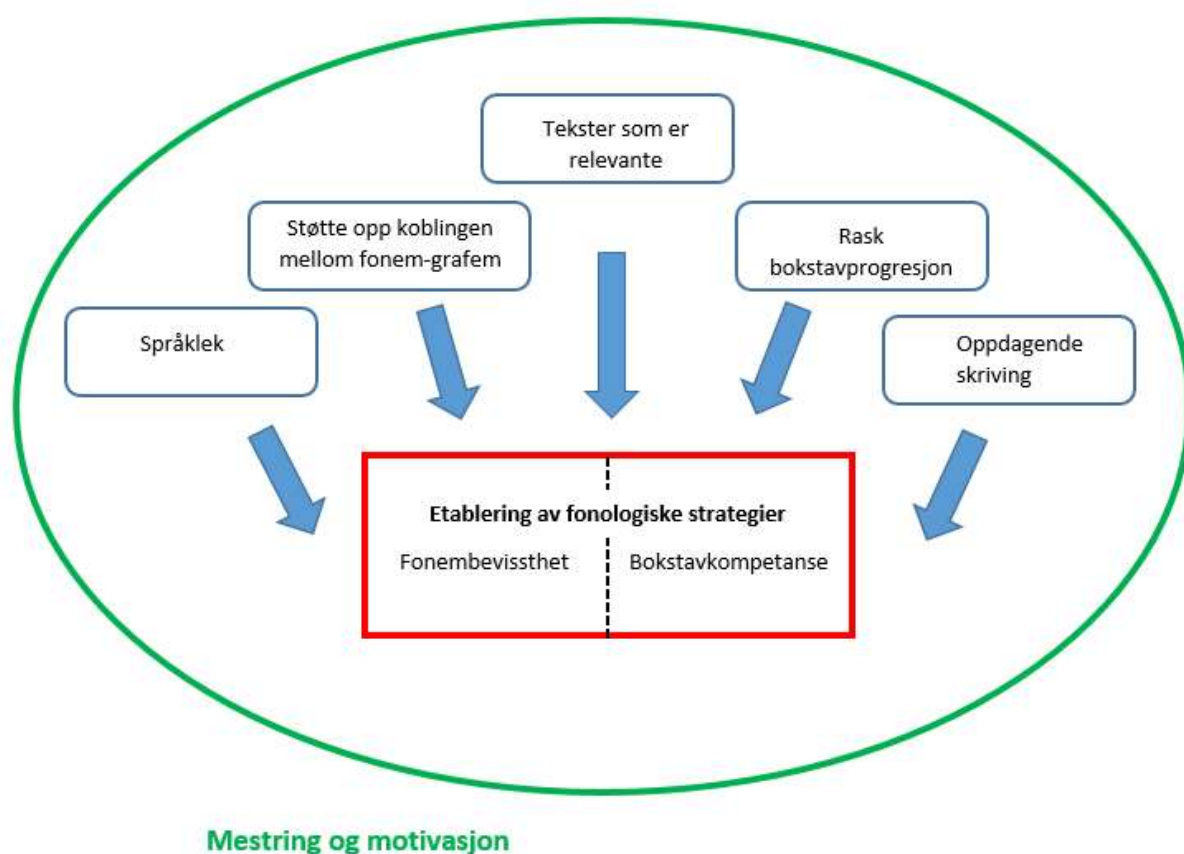 Tekster som er
relevante
Støtte opp koblingen
mellom fonem-grafem
Rask
bokstavprogresjon
Språklek
Oppdagende
skriving
Etablering av fonologiske strategier
Fonembevissthet
Bokstavkompetanse
Mestring og motivasjon